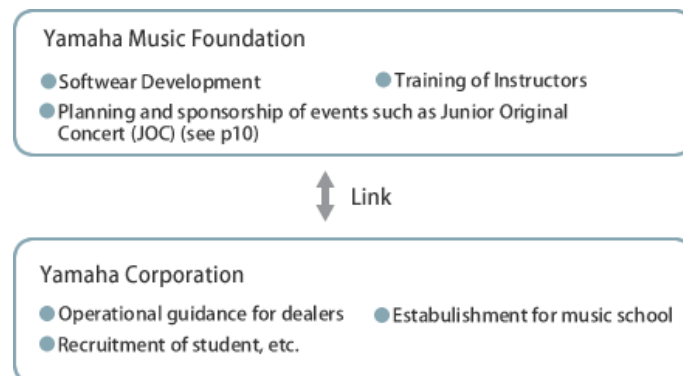 Yamaha Music Foundation
Softwear Development
Training of Instructors
Planning and sponsorship of events such as Junior Original
Concert (JOC) (see p10)
Link
Yamaha Corporation
Operational guidance for dealers
Estabulishment for music school
Recruitment of student, etc.